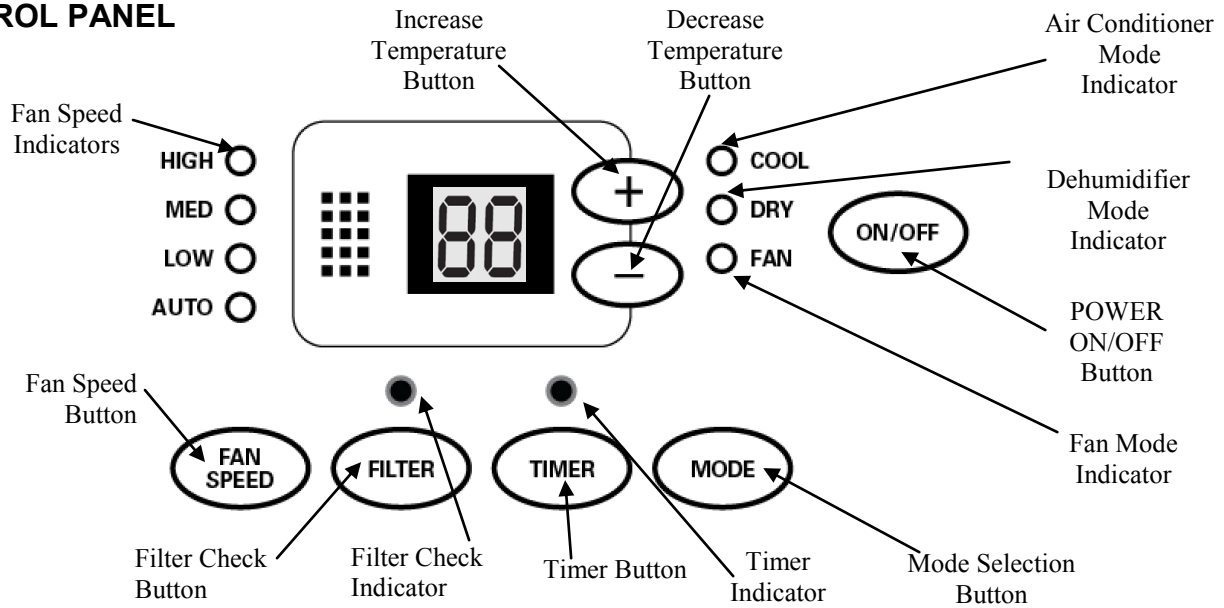 ROL PANEL
Increase
Temperature
Button
Decrease
Temperature
Button
Air Conditioner
Mode
Indicator
Fan Speed
Indicators
HIGH
MED
LOW
AUTO
88
+
−
COOL
DRY
FAN
ON/OFF
Dehumidifier
Mode
Indicator
POWER
ON/OFF
Button
Fan Mode
Indicator
Fan Speed
Button
FAN
SPEED
FILTER
TIMER
MODE
Filter Check
Button
Filter Check
Indicator
Timer Button
Timer
Indicator
Mode Selection
Button